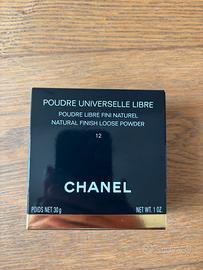 POUDRE UNIVERSELLE LIBRE
POUDRE LIBRE FINI NATUREL
NATURAL FINISH LOOSE POWDER
12
CHANEL
POIDS NET 30g NET WT. 1 OZ.